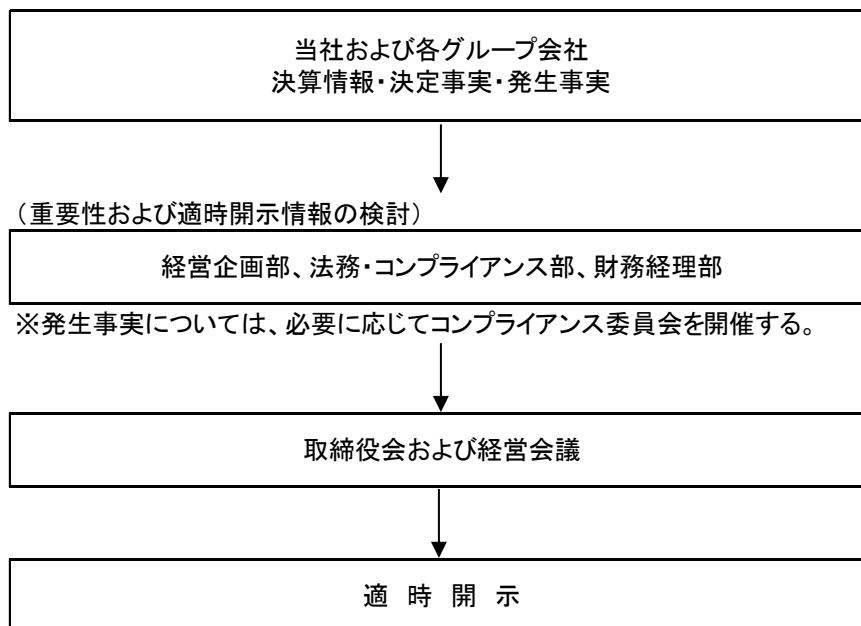 当社および各グループ会社
決算情報・決定事実・発生事実
（重要性および適時開示情報の検討）
経営企画部、法務・コンプライアンス部、財務経理部
※発生事実については、必要に応じてコンプライアンス委員会を開催する。
取締役会および経営会議
適　時　開　示